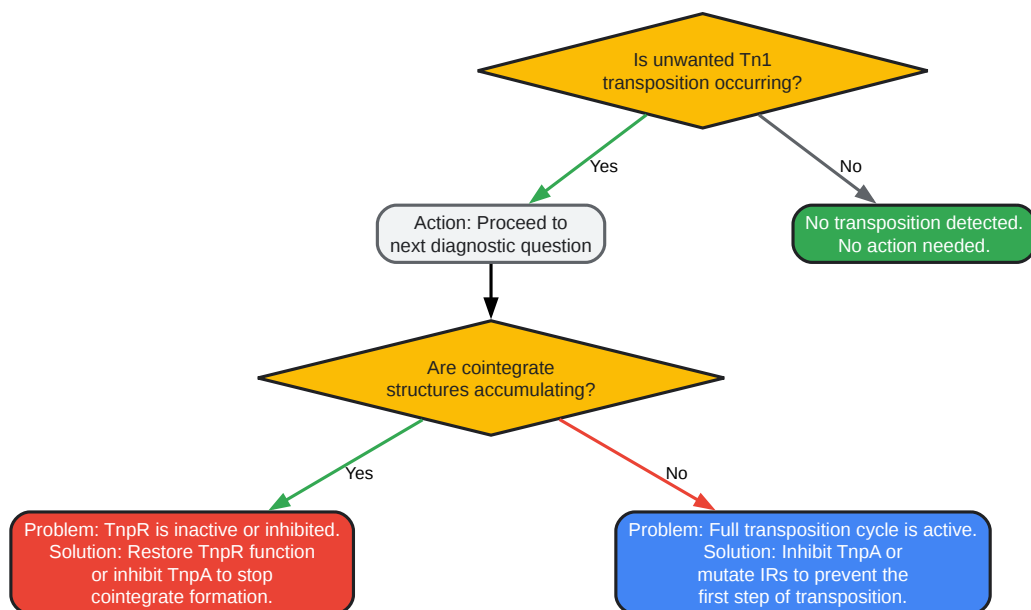 Is unwanted Tn1
transposition occurring?
Yes
No
Action: Proceed to
next diagnostic question
No transposition detected.
No action needed.
Are cointegrate
structures accumulating?
Yes
No
Problem: TnpR is inactive or inhibited.
Solution: Restore TnpR function
or inhibit TnpA to stop
cointegrate formation.
Problem: Full transposition cycle is active.
Solution: Inhibit TnpA or
mutate IRs to prevent the
first step of transposition.